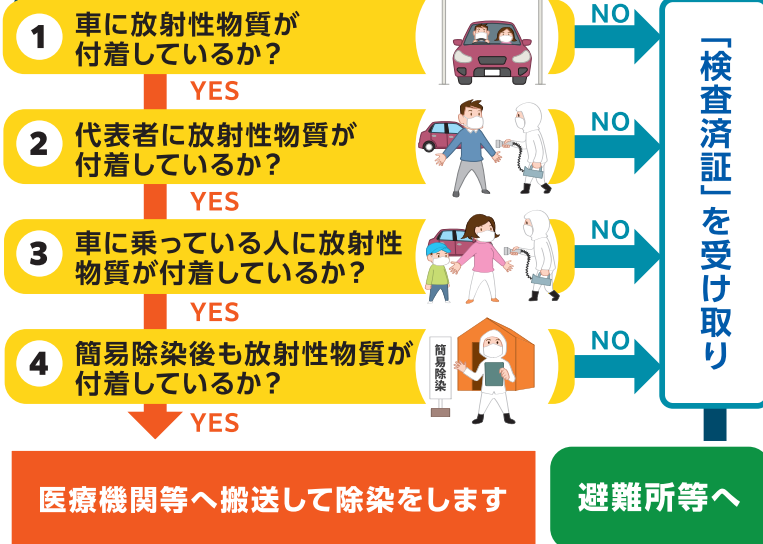 1 車に放射性物質が
付着しているか?
NO
YES
2 代表者に放射性物質が
付着しているか?
NO
YES
3 車に乗っている人に放射性
物質が付着しているか?
NO
YES
4 簡易除染後も放射性物質が
付着しているか?
簡易除染
NO
YES
「検査済証」を受け取り
医療機関等へ搬送して除染をします
避難所等へ